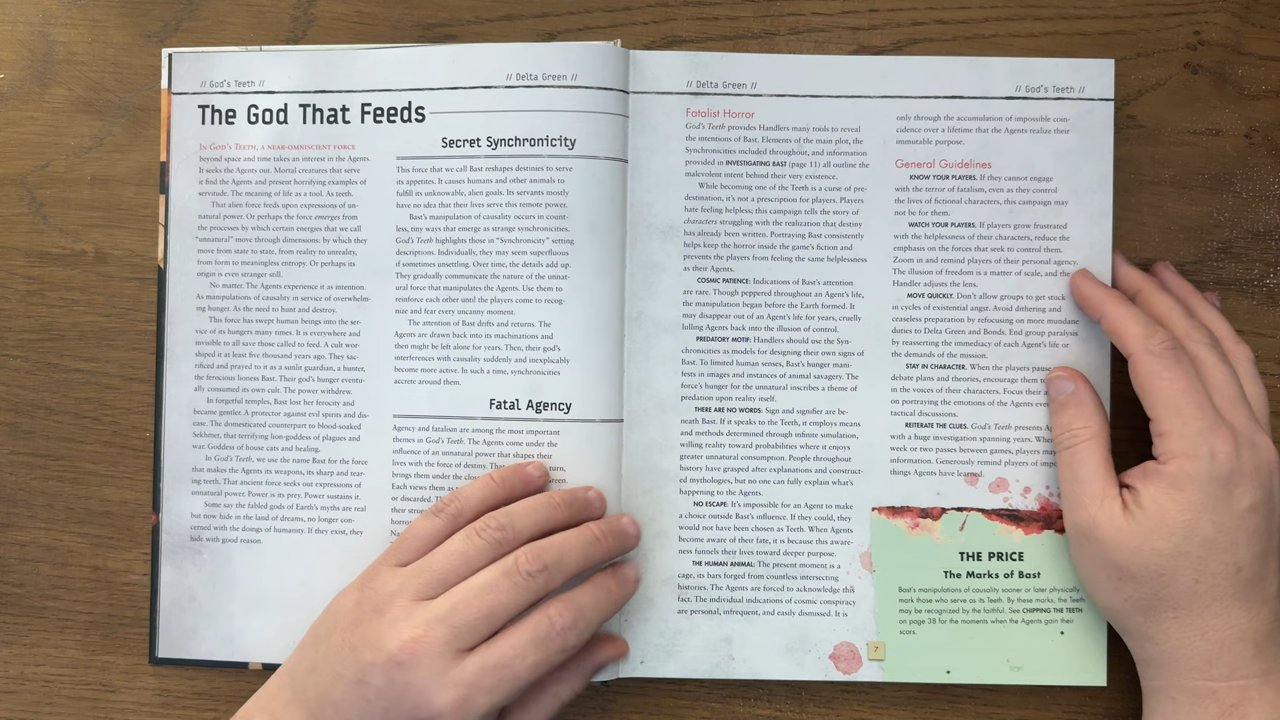 // God's Teeth //
// Delta Green //
The God That Feeds
IN GOD'S TEETH, A NEAR-OMNISCIENT FORCE
beyond space and time takes an interest in the Agents.
It seeks the Agents out. Mortal creatures that serve
it find the Agents and present horrifying examples of
servitude. The meaning of life as a tool. As teeth.
That alien force feeds upon expressions of un-
natural power. Or perhaps the force emerges from
the processes by which certain energies that we call
"unnatural" move through dimensions: by which they
move from state to state, from reality to unreality,
from form to meaningless entropy. Or perhaps its
origin is even stranger still.
No matter. The Agents experience it as intention.
As manipulations of causality in service of overwhelm-
ing hunger. As the need to hunt and destroy.
This force has swept human beings into the ser-
vice of its hungers many times. It is everywhere and
invisible to all save those called to feed. A cult wor-
shiped it at least five thousand years ago. They sac-
rificed and prayed to it as a sunlit guardian, a hunter,
the ferocious lioness Bast. Their god's hunger eventu-
ally consumed its own cult. The power withdrew.
In forgetful temples, Bast lost her ferocity and
became gentler. A protector against evil spirits and dis-
ease. The domesticated counterpart to blood-soaked
Sekhmet, that terrifying lion-goddess of plagues and
war. Goddess of house cats and healing.
In God's Teeth, we use the name Bast for the force
that makes the Agents its weapons, its sharp and tear-
ing teeth. That ancient force seeks out expressions of
unnatural power. Power is its prey. Power sustains it.
Some say the fabled gods of Earth's myths are real
but now hide in the land of dreams, no longer con-
cerned with the doings of humanity. If they exist, they
hide with good reason.
Secret Synchronicity
This force that we call Bast reshapes destinies to serve
its appetites. It causes humans and other animals to
fulfill its unknowable, alien goals. Its servants mostly
have no idea that their lives serve this remote power.
Bast's manipulation of causality occurs in count-
less, tiny ways that emerge as strange synchronicities.
God's Teeth highlights those in "Synchronicity" setting
descriptions. Individually, they may seem superfluous
if sometimes unsettling. Over time, the details add up.
They gradually communicate the nature of the unnat-
ural force that manipulates the Agents. Use them to
reinforce each other until the players come to recog-
nize and fear every uncanny moment.
The attention of Bast drifts and returns. The
Agents are drawn back into its machinations and
then might be left alone for years. Then, their god's
interferences with causality suddenly and inexplicably
become more active. In such a time, synchronicities
accrete around them.
Fatal Agency
Agency and fatalism are among the most important
themes in God's Teeth. The Agents come under the
influence of an unnatural power that shapes their
lives with the force of destiny. turn,
brings them under the
Each views them as
or discarded.
their
// Delta Green //
// God's Teeth //
Fatalist Horror
God's Teeth provides Handlers many tools to reveal
the intentions of Bast. Elements of the main plot, the
Synchronicities included throughout, and information
provided in INVESTIGATING BAST (page 11) all outline the
malevolent intent behind their very existence.
While becoming one of the Teeth is a curse of pre-
destination, it's not a prescription for players. Players
hate feeling helpless; this campaign tells the story of
characters struggling with the realization that destiny
has already been written. Portraying Bast consistently
helps keep the horror inside the game's fiction and
prevents the players from feeling the same helplessness
as their Agents.
COSMIC PATIENCE: Indications of Bast's attention
are rare. Though peppered throughout an Agent's life,
the manipulation began before the Earth formed. It
may disappear out of an Agent's life for years, cruelly
lulling Agents back into the illusion of control.
PREDATORY MOTIF: Handlers should use the Syn-
chronicities as models for designing their own signs of
Bast. To limited human senses, Bast's hunger mani-
fests in images and instances of animal savagery. The
force's hunger for the unnatural inscribes a theme of
predation upon reality itself.
THERE ARE NO WORDS: Sign and signifier are be-
neath Bast. If it speaks to the Teeth, it employs means
and methods determined through infinite simulation,
willing reality toward probabilities where it enjoys
greater unnatural consumption. People throughout
history have grasped after explanations and construct-
ed mythologies, but no one can fully explain what's
happening to the Agents.
NO ESCAPE: It's impossible for an Agent to make
a choice outside Bast's influence. If they could, they
would not have been chosen as Teeth. When Agents
become aware of their fate, it is because this aware-
ness funnels their lives toward deeper purpose.
THE HUMAN ANIMAL: The present moment is a
cage, its bars forged from countless intersecting
histories. The Agents are forced to acknowledge this
fact. The individual indications of cosmic conspiracy
are personal, infrequent, and easily dismissed. It is
only through the accumulation of impossible coin-
cidence over a lifetime that the Agents realize their
immutable purpose.
General Guidelines
KNOW YOUR PLAYERS. If they cannot engage
with the terror of fatalism, even as they control
the lives of fictional characters, this campaign may
not be for them.
WATCH YOUR PLAYERS. If players grow frustrated
with the helplessness of their characters, reduce the
emphasis on the forces that seek to control them.
Zoom in and remind players of their personal agency.
The illusion of freedom is a matter of scale, and the
Handler adjusts the lens.
MOVE QUICKLY. Don't allow groups to get stuck
in cycles of existential angst. Avoid dithering and
ceaseless preparation by refocusing on more mundane
duties to Delta Green and Bonds. End group paralysis
by reasserting the immediacy of each Agent's life or
the demands of the mission.
STAY IN CHARACTER. When the players pause
debate plans and theories, encourage them to
in the voices of their characters. Focus their
on portraying the emotions of the Agents
tactical discussions.
REITERATE THE CLUES. God's Teeth presents
with a huge investigation spanning years. When
week or two passes between games, players may
information. Generously remind players of
things Agents have learned.
THE PRICE
The Marks of Bast
Bast's manipulations of causality sooner or later physically
mark those who serve as its Teeth. By these marks, the Teeth
may be recognized by the faithful. See CHIPPING THE TEETH
on page 38 for the moments when the Agents gain their
scars.
7